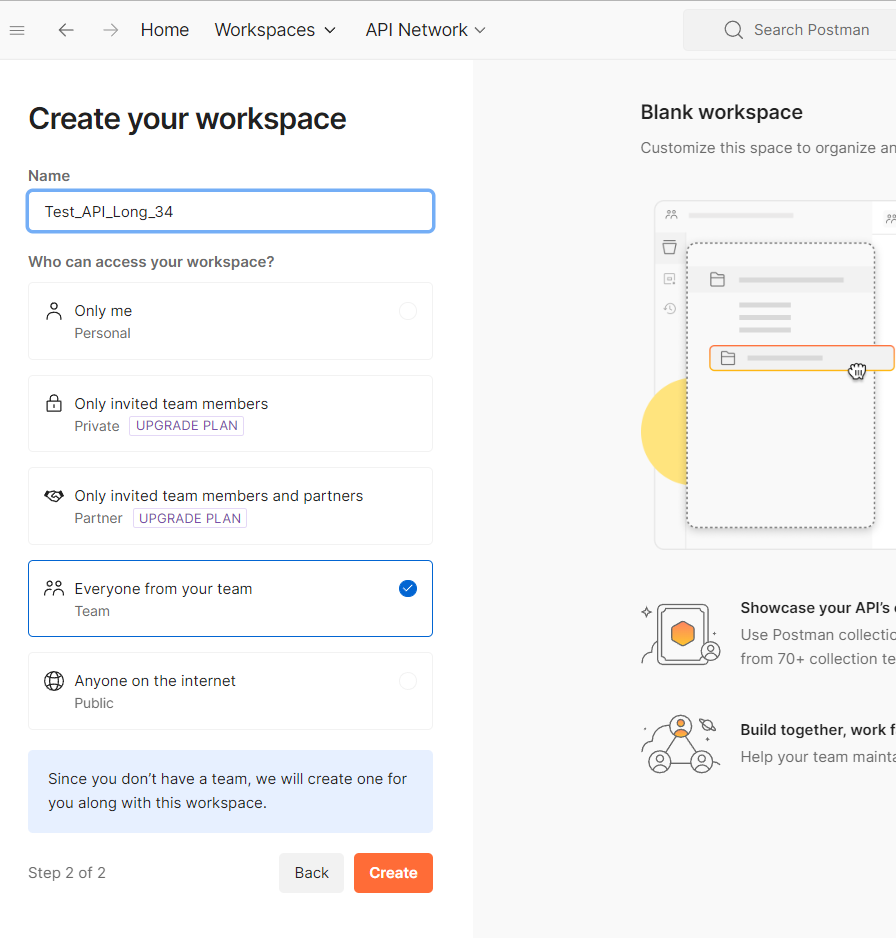 Home Workspaces API Network Search Postman
Create your workspace
Name
Test_API_Long_34
Who can access your workspace?
Only me
Personal
Only invited team members
Private UPGRADE PLAN
Only invited team members and partners
Partner UPGRADE PLAN
Everyone from your team
Team
Anyone on the internet
Public
Since you don’t have a team, we will create one for
you along with this workspace.
Step 2 of 2 Back Create
Blank workspace
Customize this space to organize an
Showcase your API’s
Use Postman collectio
from 70+ collection te
Build together, work f
Help your team mainta